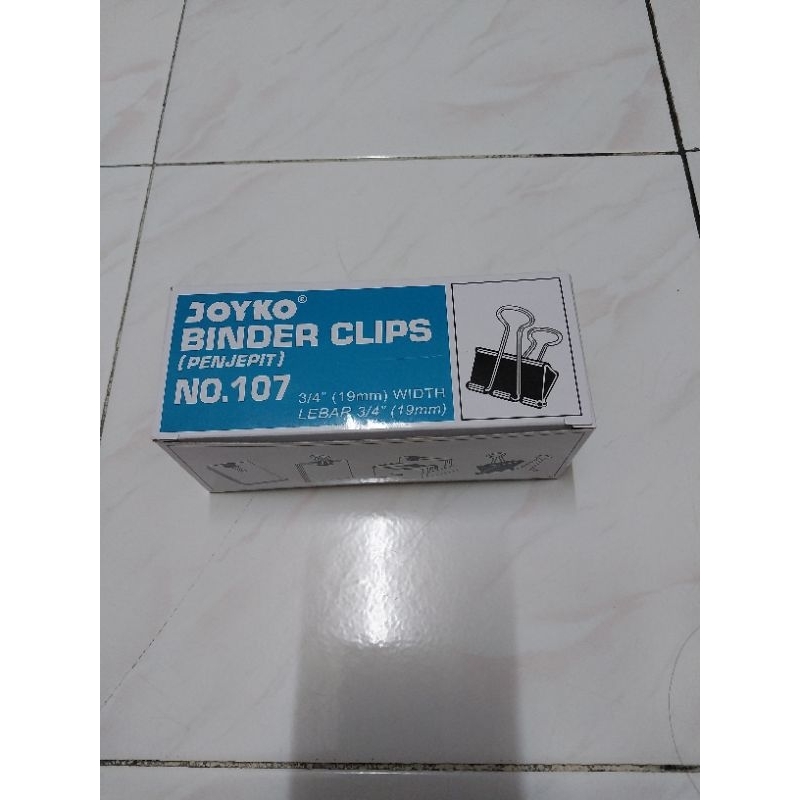 JOYKO®
BINDER CLIPS
(PENJEPIT)
NO.107
3/4" (19mm) WIDTH
LEBAR 3/4" (19mm)